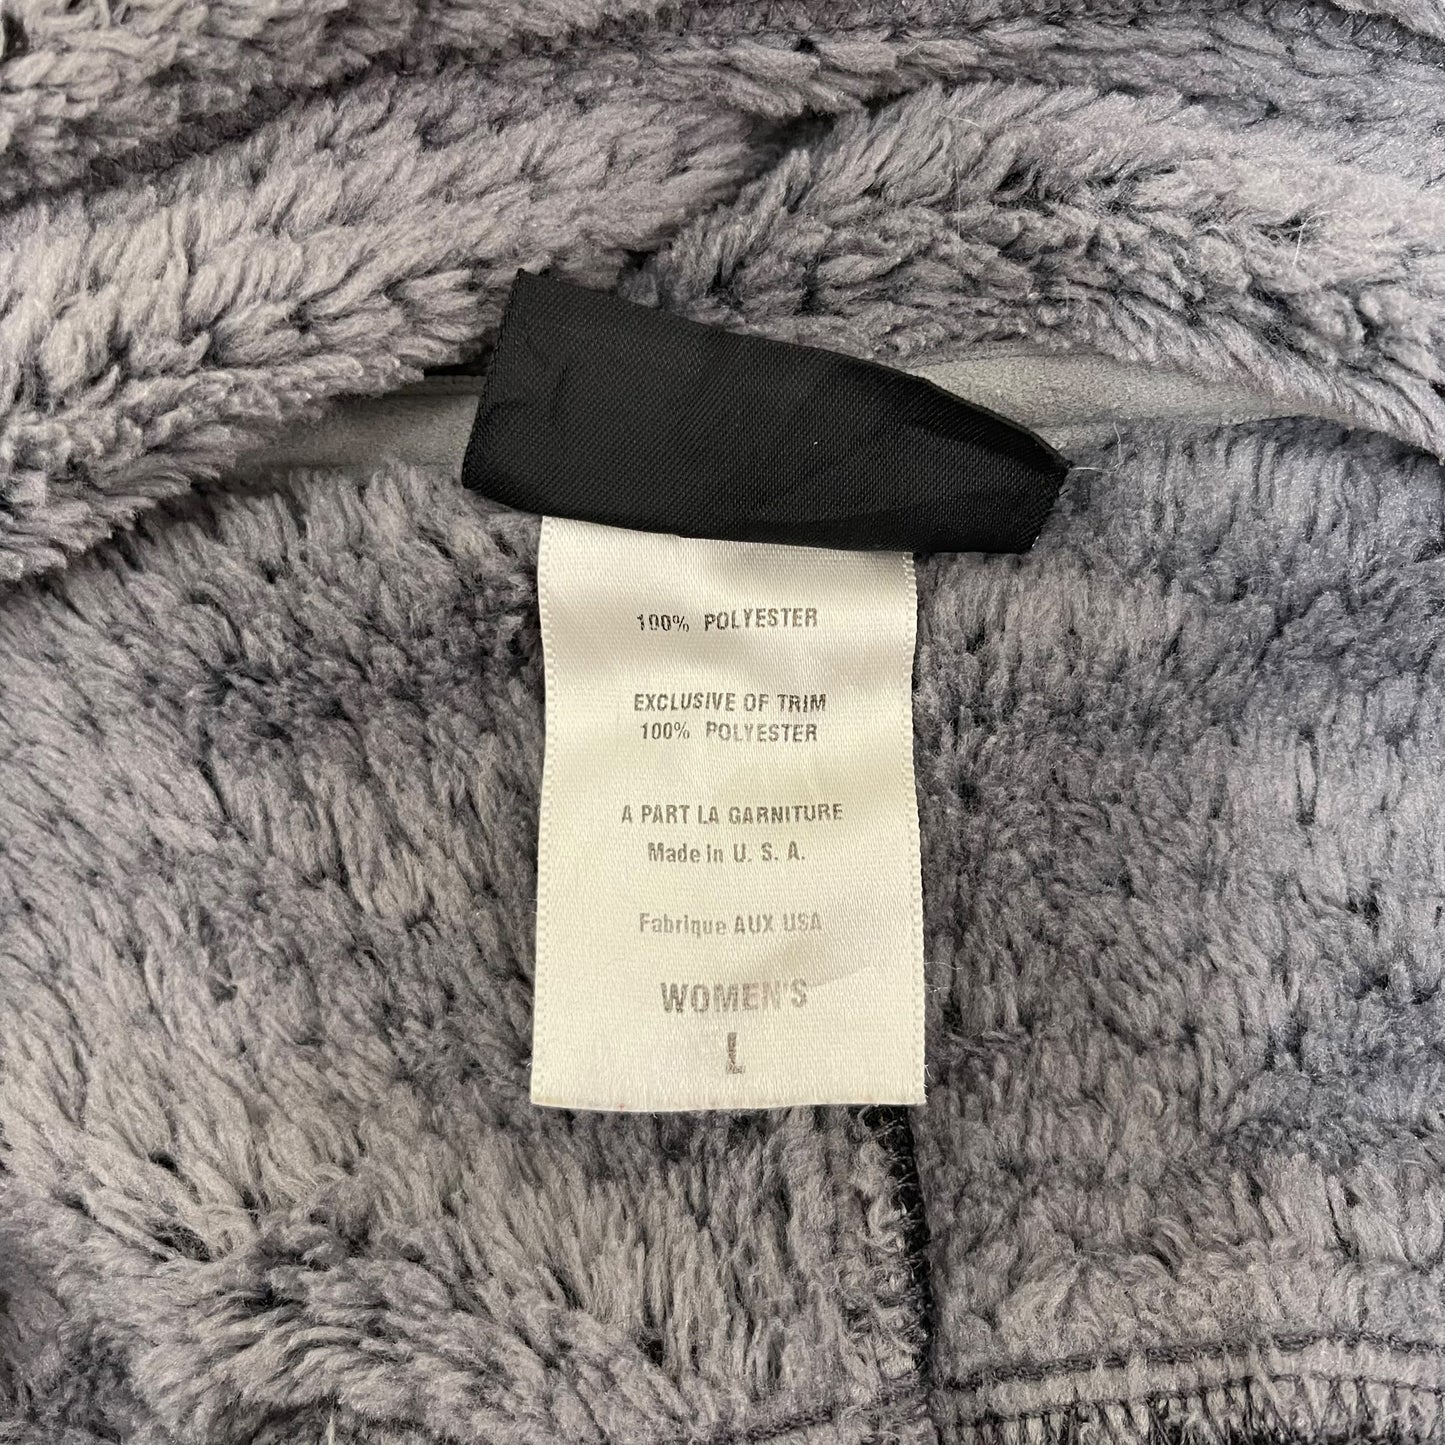 100% POLYESTER
EXCLUSIVE OF TRIM
100% POLYESTER
A PART LA GARNITURE
Made in U. S. A.
Fabrique AUX USA
WOMEN'S
L